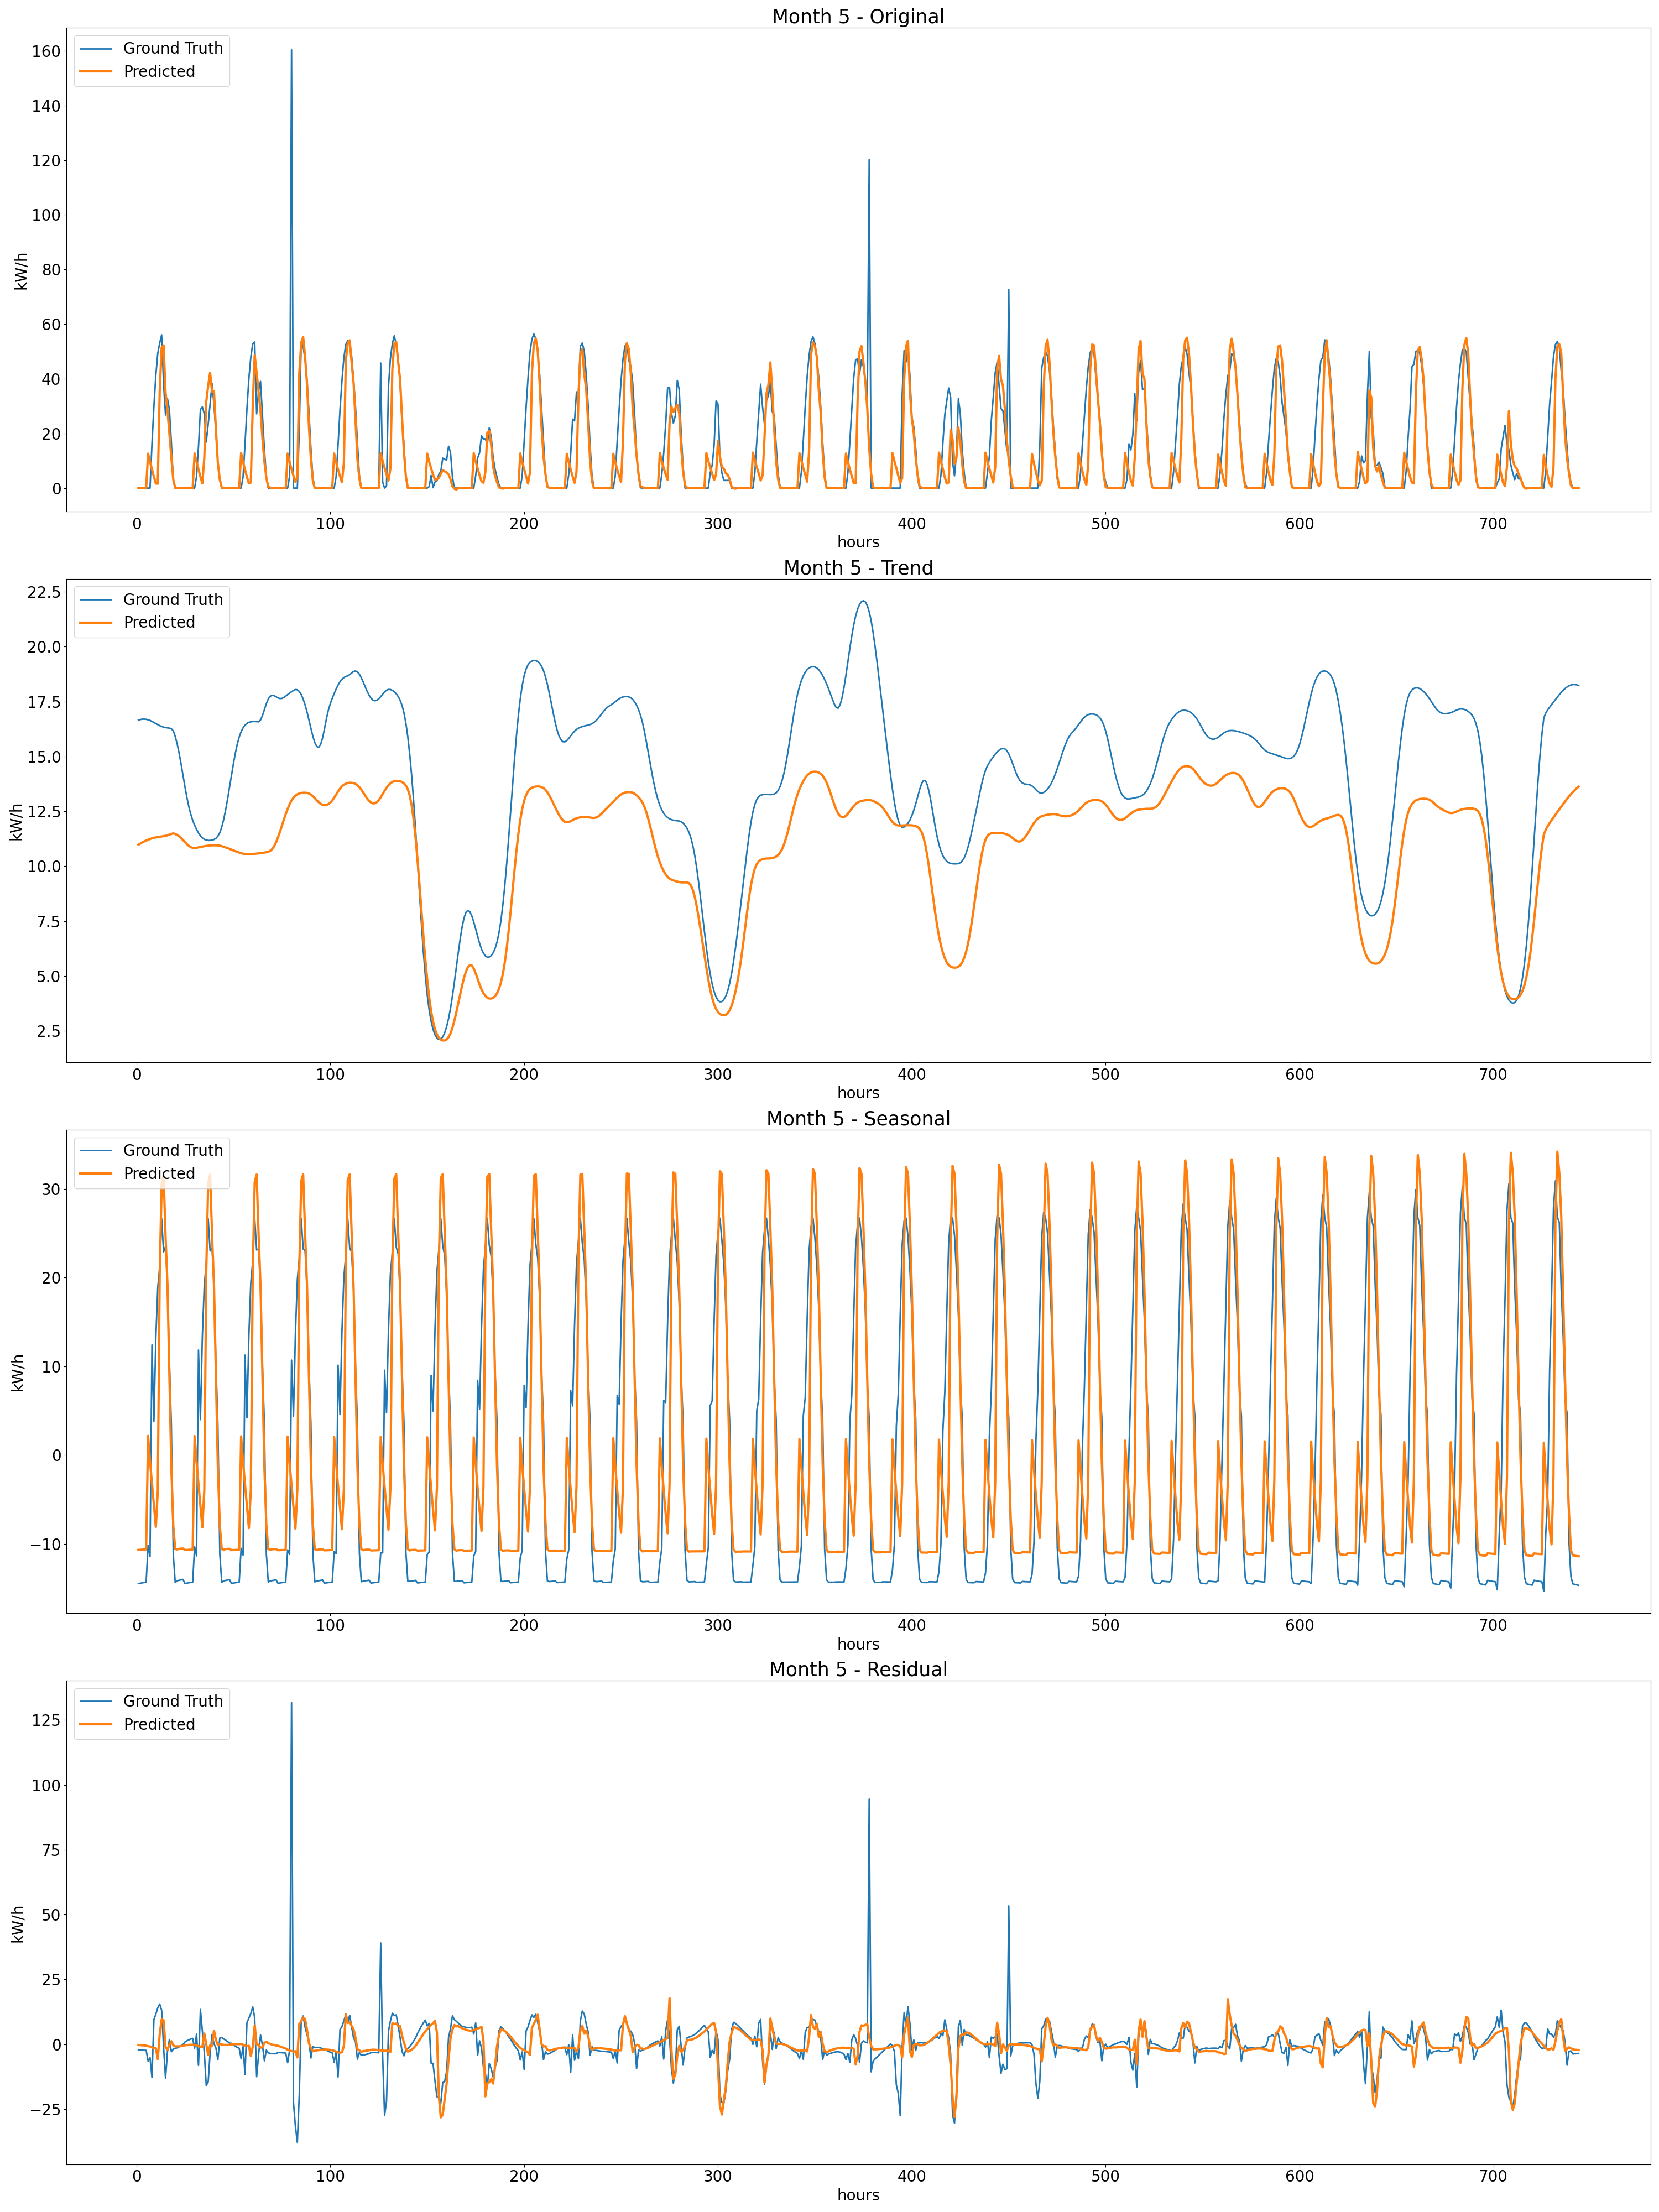 Month 5 - Original
Ground Truth
Predicted
160
140
120
100
80
60
40
20
0
kW/h
0 100 200 300 400 500 600 700
hours
Month 5 - Trend
Ground Truth
Predicted
22.5
20.0
17.5
15.0
12.5
10.0
7.5
5.0
2.5
kW/h
0 100 200 300 400 500 600 700
hours
Month 5 - Seasonal
Ground Truth
Predicted
30
20
10
0
−10
kW/h
0 100 200 300 400 500 600 700
hours
Month 5 - Residual
Ground Truth
Predicted
125
100
75
50
25
0
−25
kW/h
0 100 200 300 400 500 600 700
hours